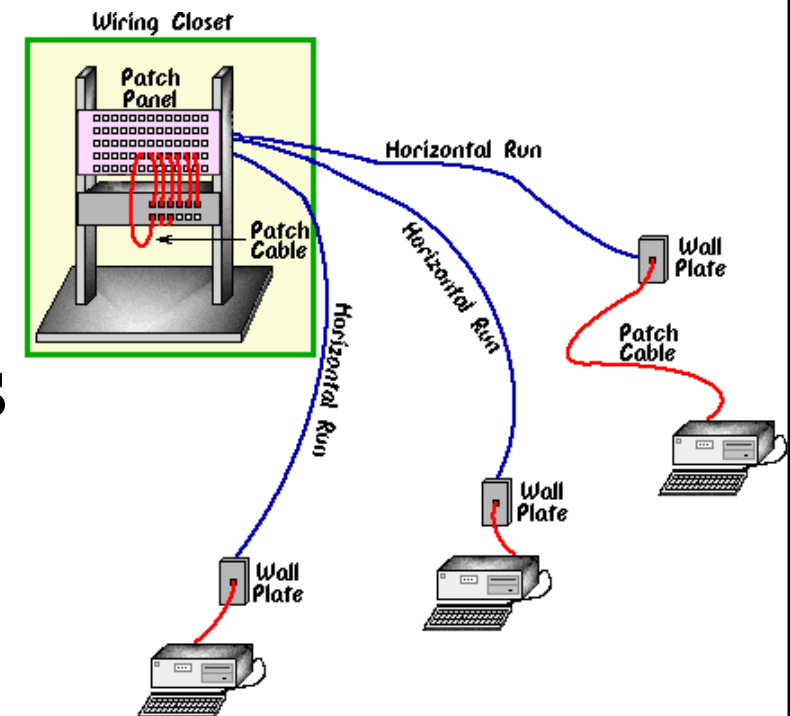 Wiring Closet
Patch
Panel
Patch
Cable
Horizontal Run
Horizontal Run
Horizontal Run
Wall
Plate
Patch
Cable
Wall
Plate
Wall
Plate